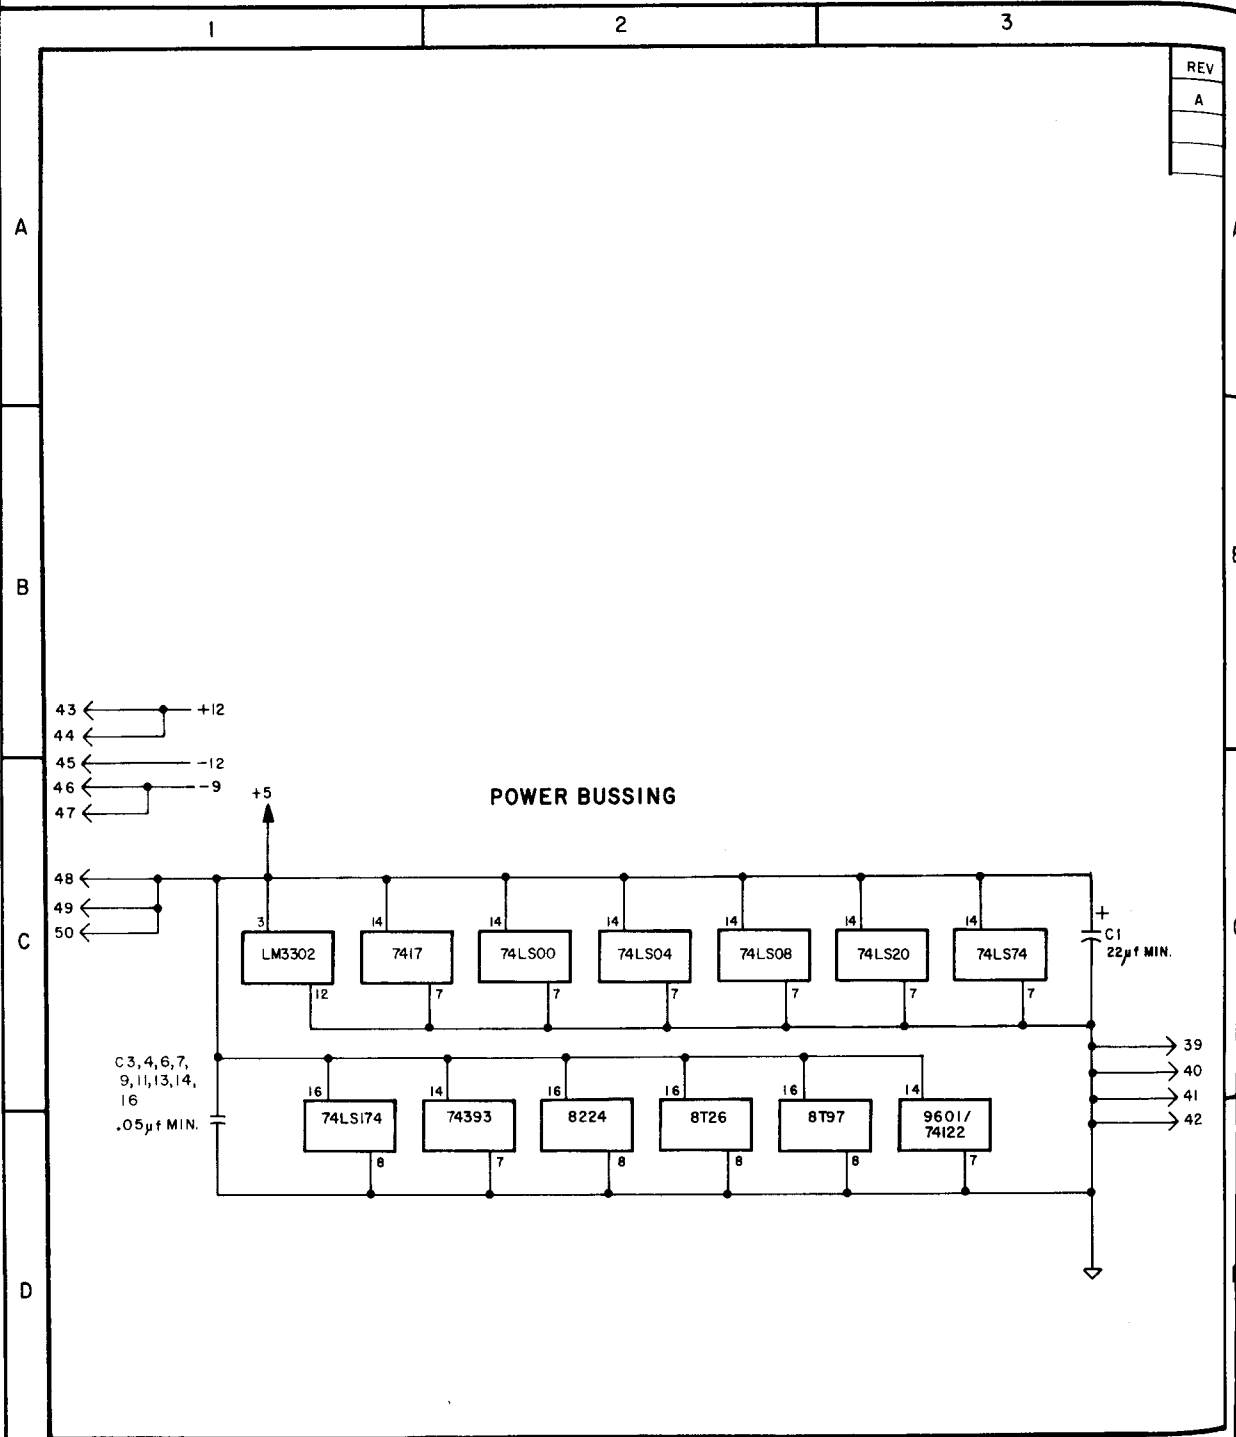 1 2 3
REV
A
A
B
43 +12
44
45 -12
46 -9
47
+5
POWER BUSSING
48
49
50
C
3 14 14 14 14 14 14
LM3302 7417 74LS00 74LS04 74LS08 74LS20 74LS74
12 7 7 7 7 7 7
+
C1
22µf MIN.
39
40
41
42
C3,4,6,7,
9,11,13,14,
16
.05µf MIN.
16 14 16 16 16 14
74LS174 74393 8224 8T26 8T97 9601/
74122
8 7 8 8 8 7
D